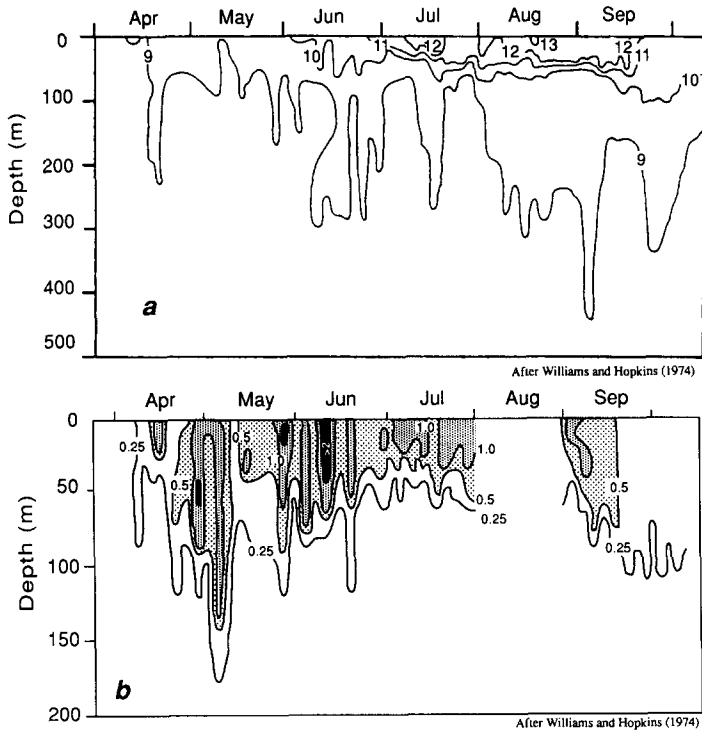 Apr May Jun Jul Aug Sep
0
100
200
300
400
500
Depth (m)
9 10 11 12 12 13 12 11
10
9
a
After Williams and Hopkins (1974)
Apr May Jun Jul Aug Sep
0
50
100
150
200
Depth (m)
0.25 0.5 >2 1.0
0.5 1.0 1.0
0.5 0.5
0.25 0.25 0.25
b
After Williams and Hopkins (1974)